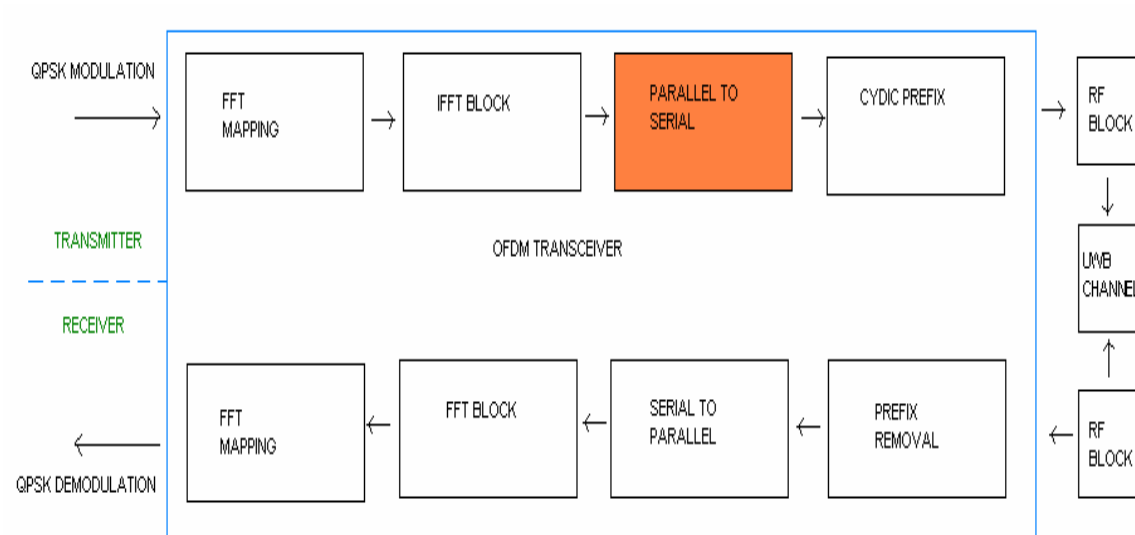 QPSK MODULATION
FFT
MAPPING
IFFT BLOCK
PARALLEL TO
SERIAL
CYDIC PREFIX
RF
BLOCK
TRANSMITTER
OFDM TRANSCEIVER
UWB
CHANNEL
RECEIVER
FFT
MAPPING
FFT BLOCK
SERIAL TO
PARALLEL
PREFIX
REMOVAL
RF
BLOCK
QPSK DEMODULATION